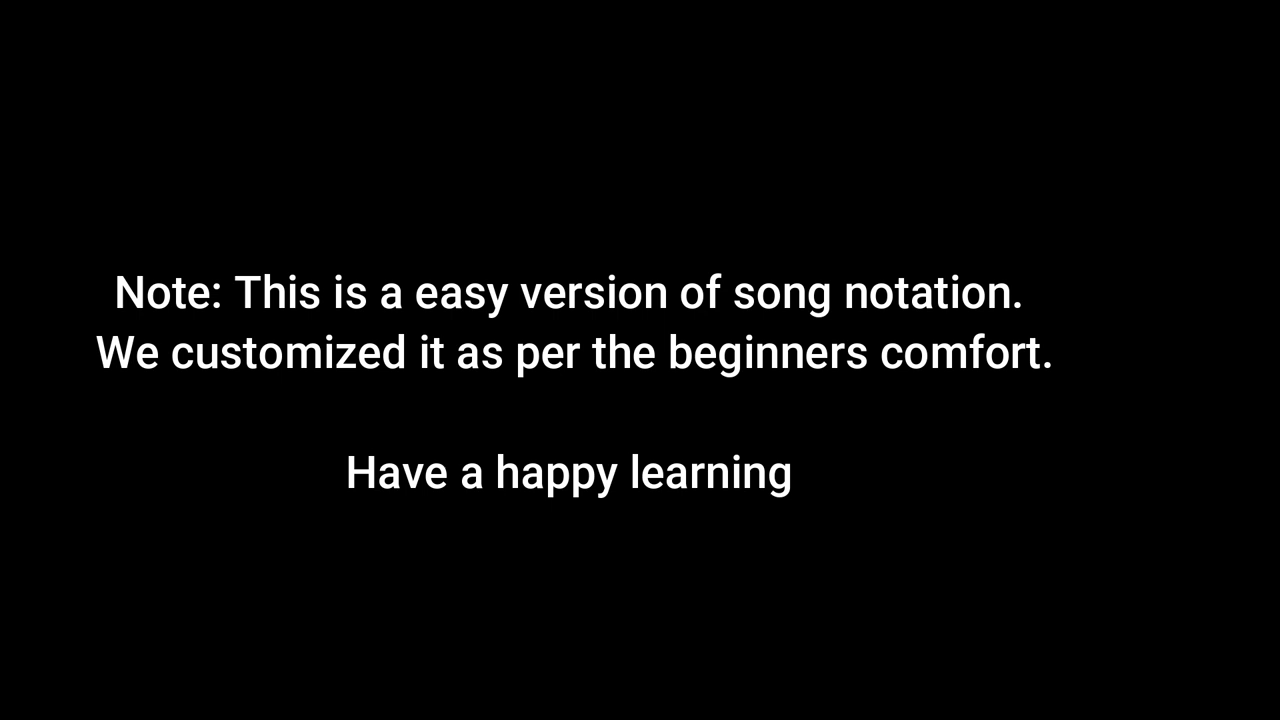 Note: This is a easy version of song notation.
We customized it as per the beginners comfort.
Have a happy learning